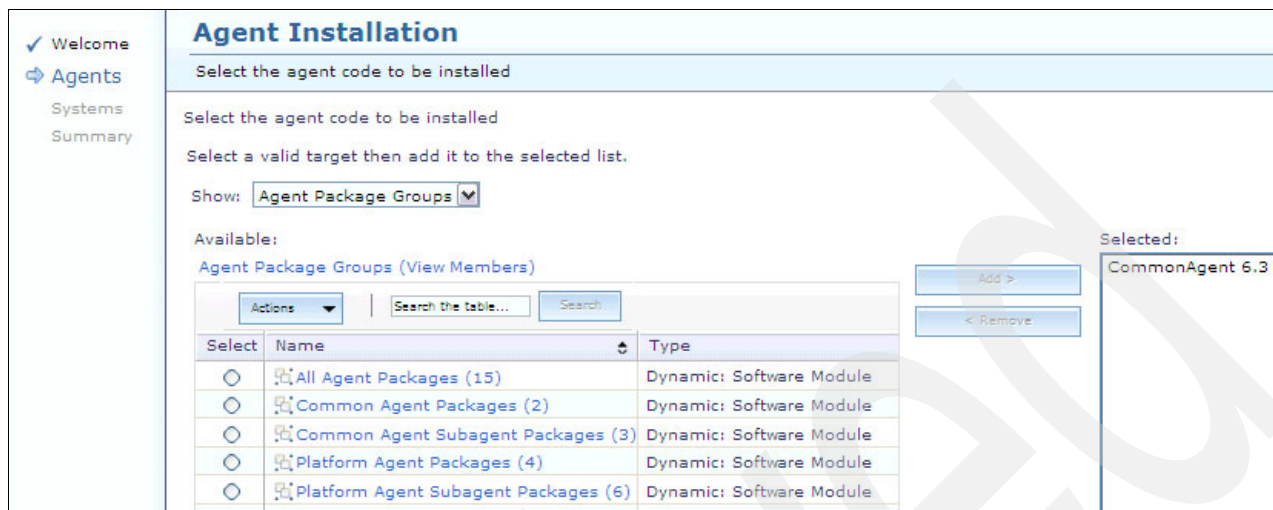 Welcome
Agents
Systems
Summary
Agent Installation
Select the agent code to be installed
Select the agent code to be installed
Select a valid target then add it to the selected list.
Show: Agent Package Groups
Available:
Agent Package Groups (View Members)
Actions Search the table... Search
Select Name Type
All Agent Packages (15) Dynamic: Software Module
Common Agent Packages (2) Dynamic: Software Module
Common Agent Subagent Packages (3) Dynamic: Software Module
Platform Agent Packages (4) Dynamic: Software Module
Platform Agent Subagent Packages (6) Dynamic: Software Module
Add >
< Remove
Selected:
CommonAgent 6.3